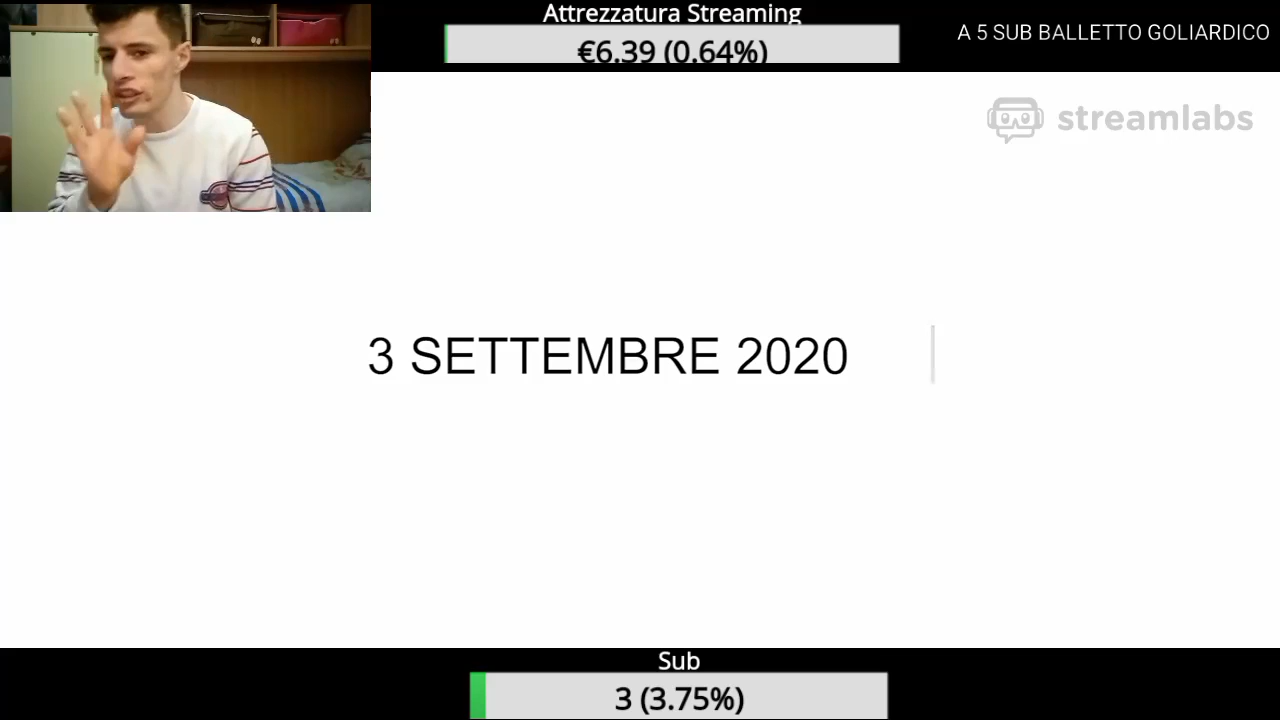 Attrezzatura Streaming
€6.39 (0.64%)
A 5 SUB BALLETTO GOLIARDICO
streamlabs
3 SETTEMBRE 2020
Sub
3 (3.75%)